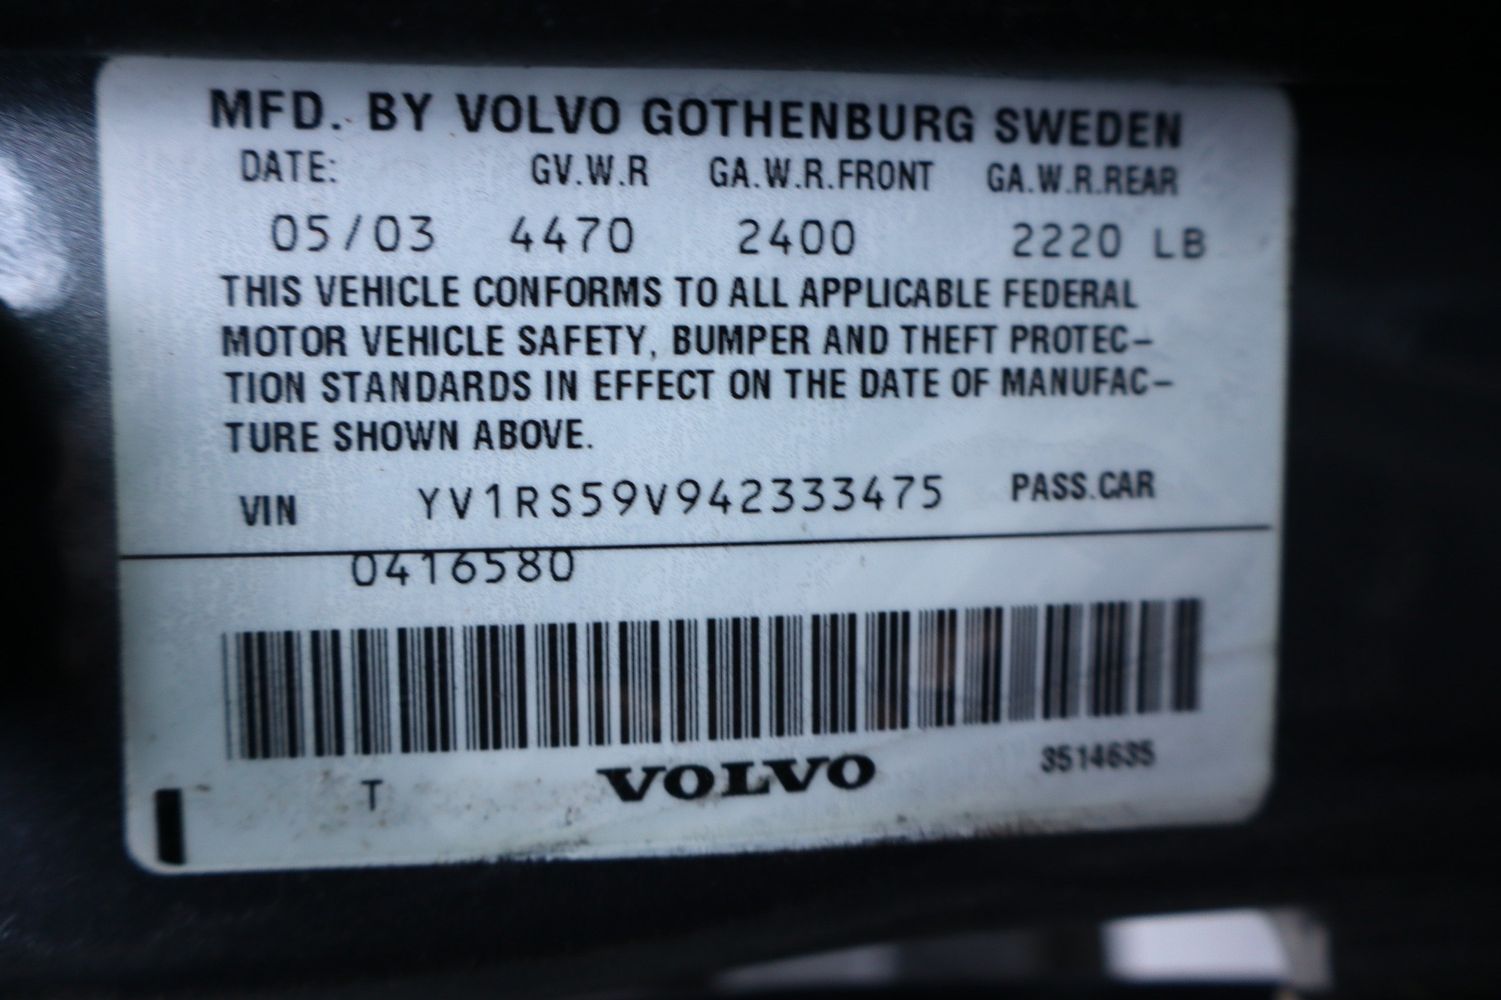 MFD. BY VOLVO GOTHENBURG SWEDEN
DATE: GV.W.R GA.W.R.FRONT GA.W.R.REAR
05/03 4470 2400 2220 LB
THIS VEHICLE CONFORMS TO ALL APPLICABLE FEDERAL
MOTOR VEHICLE SAFETY, BUMPER AND THEFT PROTEC-
TION STANDARDS IN EFFECT ON THE DATE OF MANUFAC-
TURE SHOWN ABOVE.
VIN YV1RS59V942333475 PASS.CAR
0416580
T VOLVO 3514635